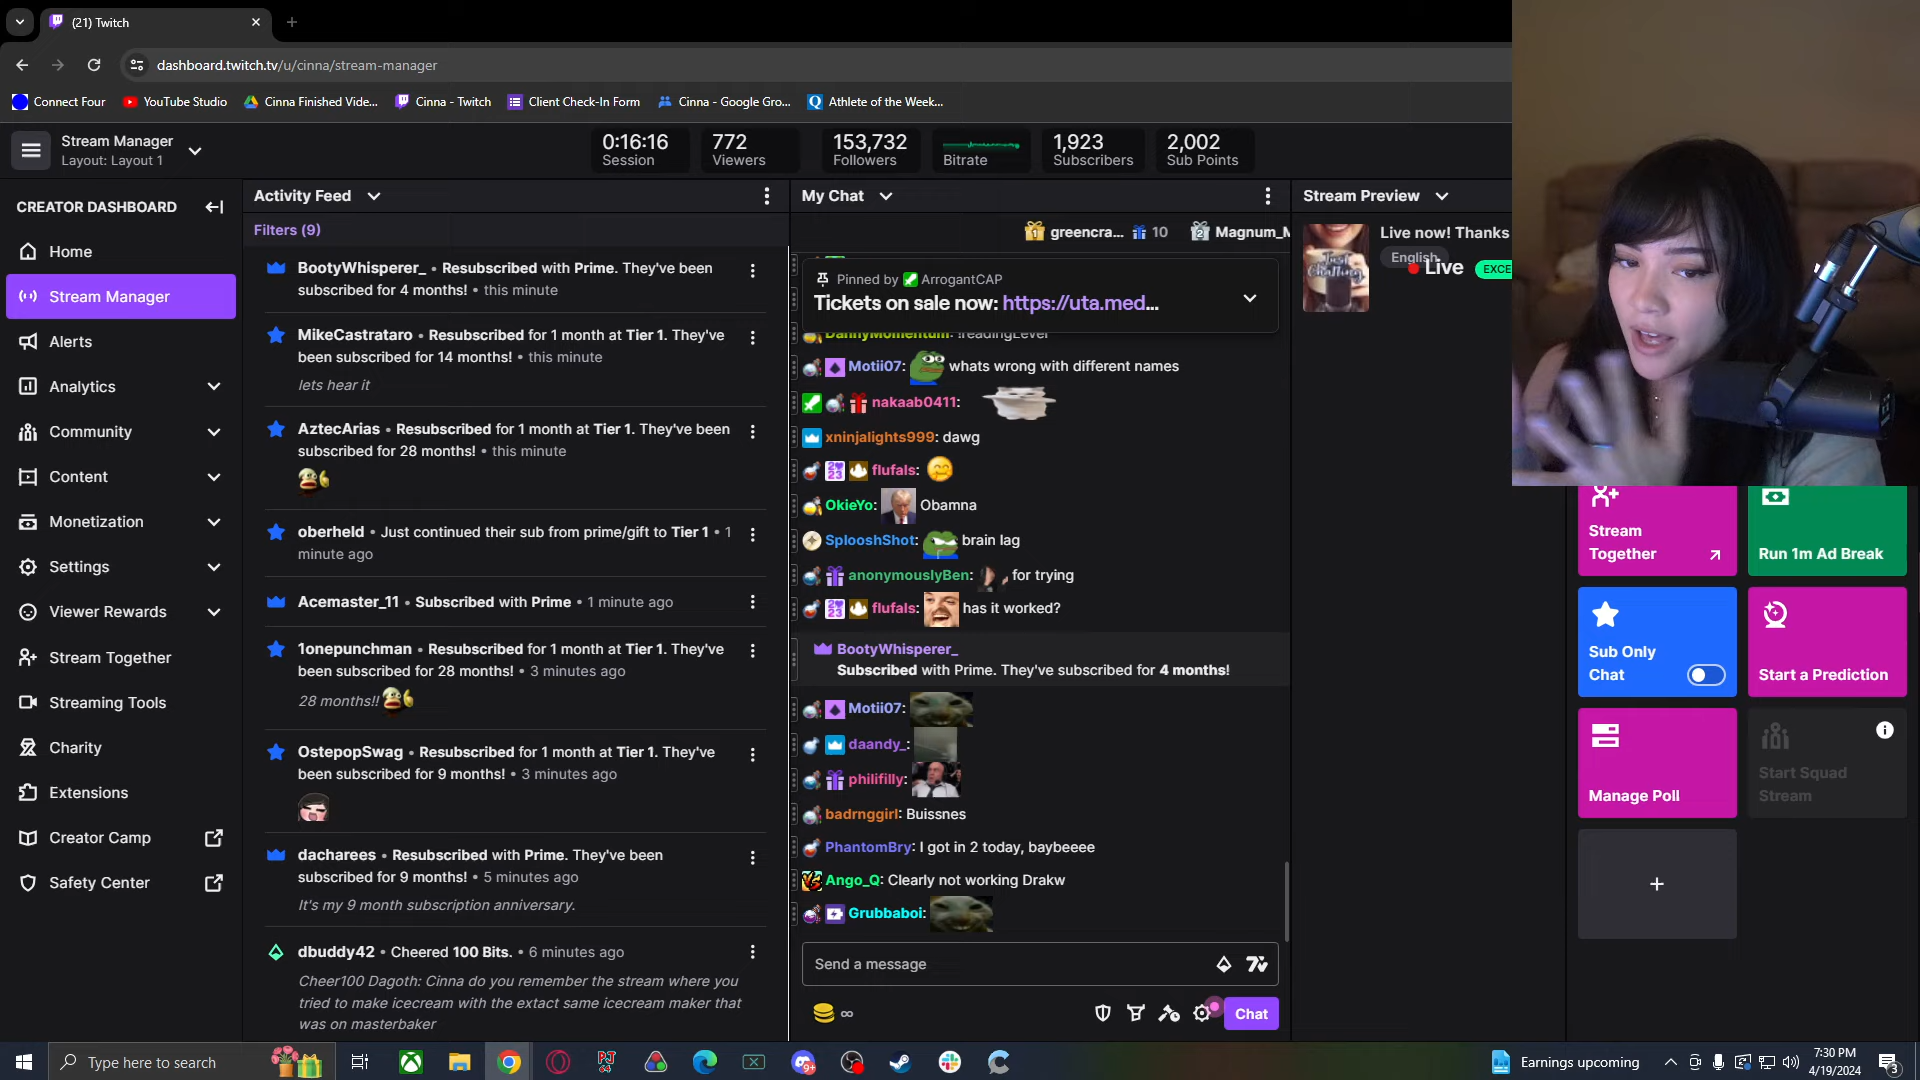 (21) Twitch
dashboard.twitch.tv/u/cinna/stream-manager
Connect Four
YouTube Studio
Cinna Finished Vide...
Cinna - Twitch
Client Check-In Form
Cinna - Google Gro...
Athlete of the Week...
Stream Manager
Layout: Layout 1
0:16:16
Session
772
Viewers
153,732
Followers
Bitrate
1,923
Subscribers
2,002
Sub Points
CREATOR DASHBOARD
Home
Stream Manager
Alerts
Analytics
Community
Content
Monetization
Settings
Viewer Rewards
Stream Together
Streaming Tools
Charity
Extensions
Creator Camp
Safety Center
Activity Feed
Filters (9)
BootyWhisperer_ • Resubscribed with Prime. They've been
subscribed for 4 months! • this minute
MikeCastrataro • Resubscribed for 1 month at Tier 1. They've
been subscribed for 14 months! • this minute
lets hear it
AztecArias • Resubscribed for 1 month at Tier 1. They've been
subscribed for 28 months! • this minute
oberheld • Just continued their sub from prime/gift to Tier 1 • 1
minute ago
Acemaster_11 • Subscribed with Prime • 1 minute ago
1onepunchman • Resubscribed for 1 month at Tier 1. They've
been subscribed for 28 months! • 3 minutes ago
28 months!!
OstepopSwag • Resubscribed for 1 month at Tier 1. They've
been subscribed for 9 months! • 3 minutes ago
dacharees • Resubscribed with Prime. They've been
subscribed for 9 months! • 5 minutes ago
It's my 9 month subscription anniversary.
dbuddy42 • Cheered 100 Bits. • 6 minutes ago
Cheer100 Dagoth: Cinna do you remember the stream where you
tried to make icecream with the extact same icecream maker that
was on masterbaker
My Chat
greencra... 10 Magnum_M
Pinned by ArrogantCAP
Tickets on sale now: https://uta.med...
DannyMomentum: !readingLever
Motii07: whats wrong with different names
nakaab0411:
xninjalights999: dawg
flufals:
OkieYo: Obamna
SplooshShot: brain lag
anonymouslyBen: for trying
flufals: has it worked?
BootyWhisperer_
Subscribed with Prime. They've subscribed for 4 months!
Motii07:
daandy_:
philifilly:
badrnggirl: Buissnes
PhantomBry: I got in 2 today, baybeeee
Ango_Q: Clearly not working Drakw
Grubbaboi:
Send a message
∞
Chat
Stream Preview
Just Chatting
Live now! Thanks
English
Live
EXCE
Stream
Together
Run 1m Ad Break
Sub Only
Chat
Start a Prediction
Manage Poll
Start Squad
Stream
Type here to search
Earnings upcoming
7:30 PM
4/19/2024
3